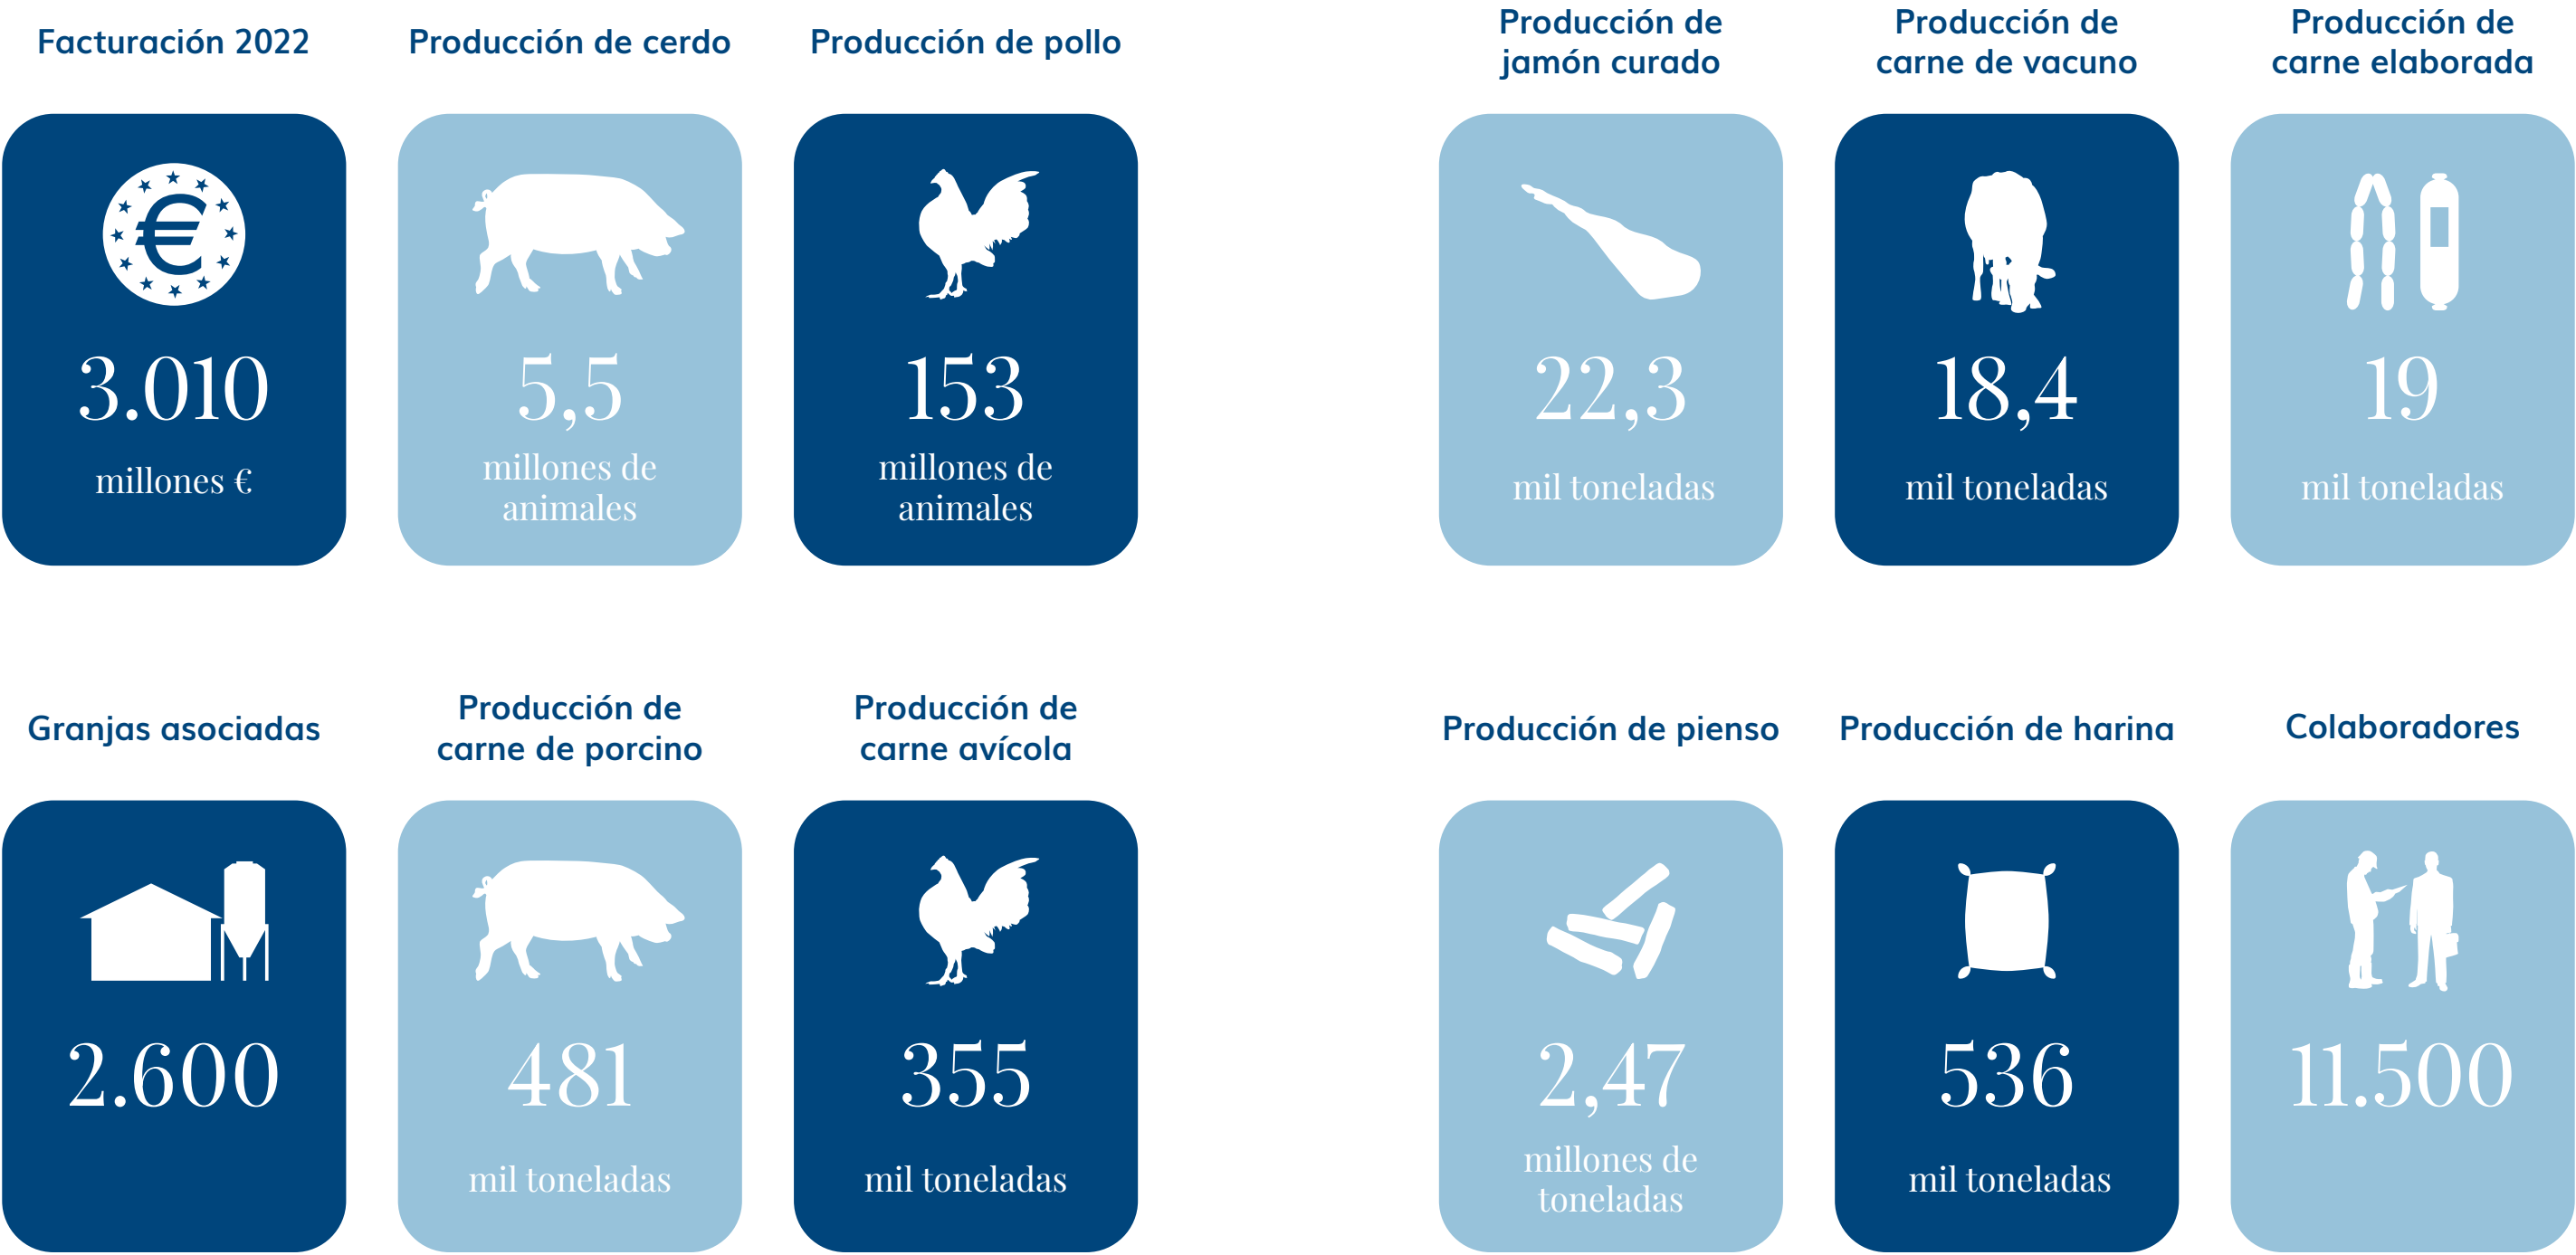 Facturación 2022
3.010
millones €
Producción de cerdo
5,5
millones de
animales
Producción de pollo
153
millones de
animales
Producción de
jamón curado
22,3
mil toneladas
Producción de
carne de vacuno
18,4
mil toneladas
Producción de
carne elaborada
19
mil toneladas
Granjas asociadas
2.600
Producción de
carne de porcino
481
mil toneladas
Producción de
carne avícola
355
mil toneladas
Producción de pienso
2,47
millones de
toneladas
Producción de harina
536
mil toneladas
Colaboradores
11.500